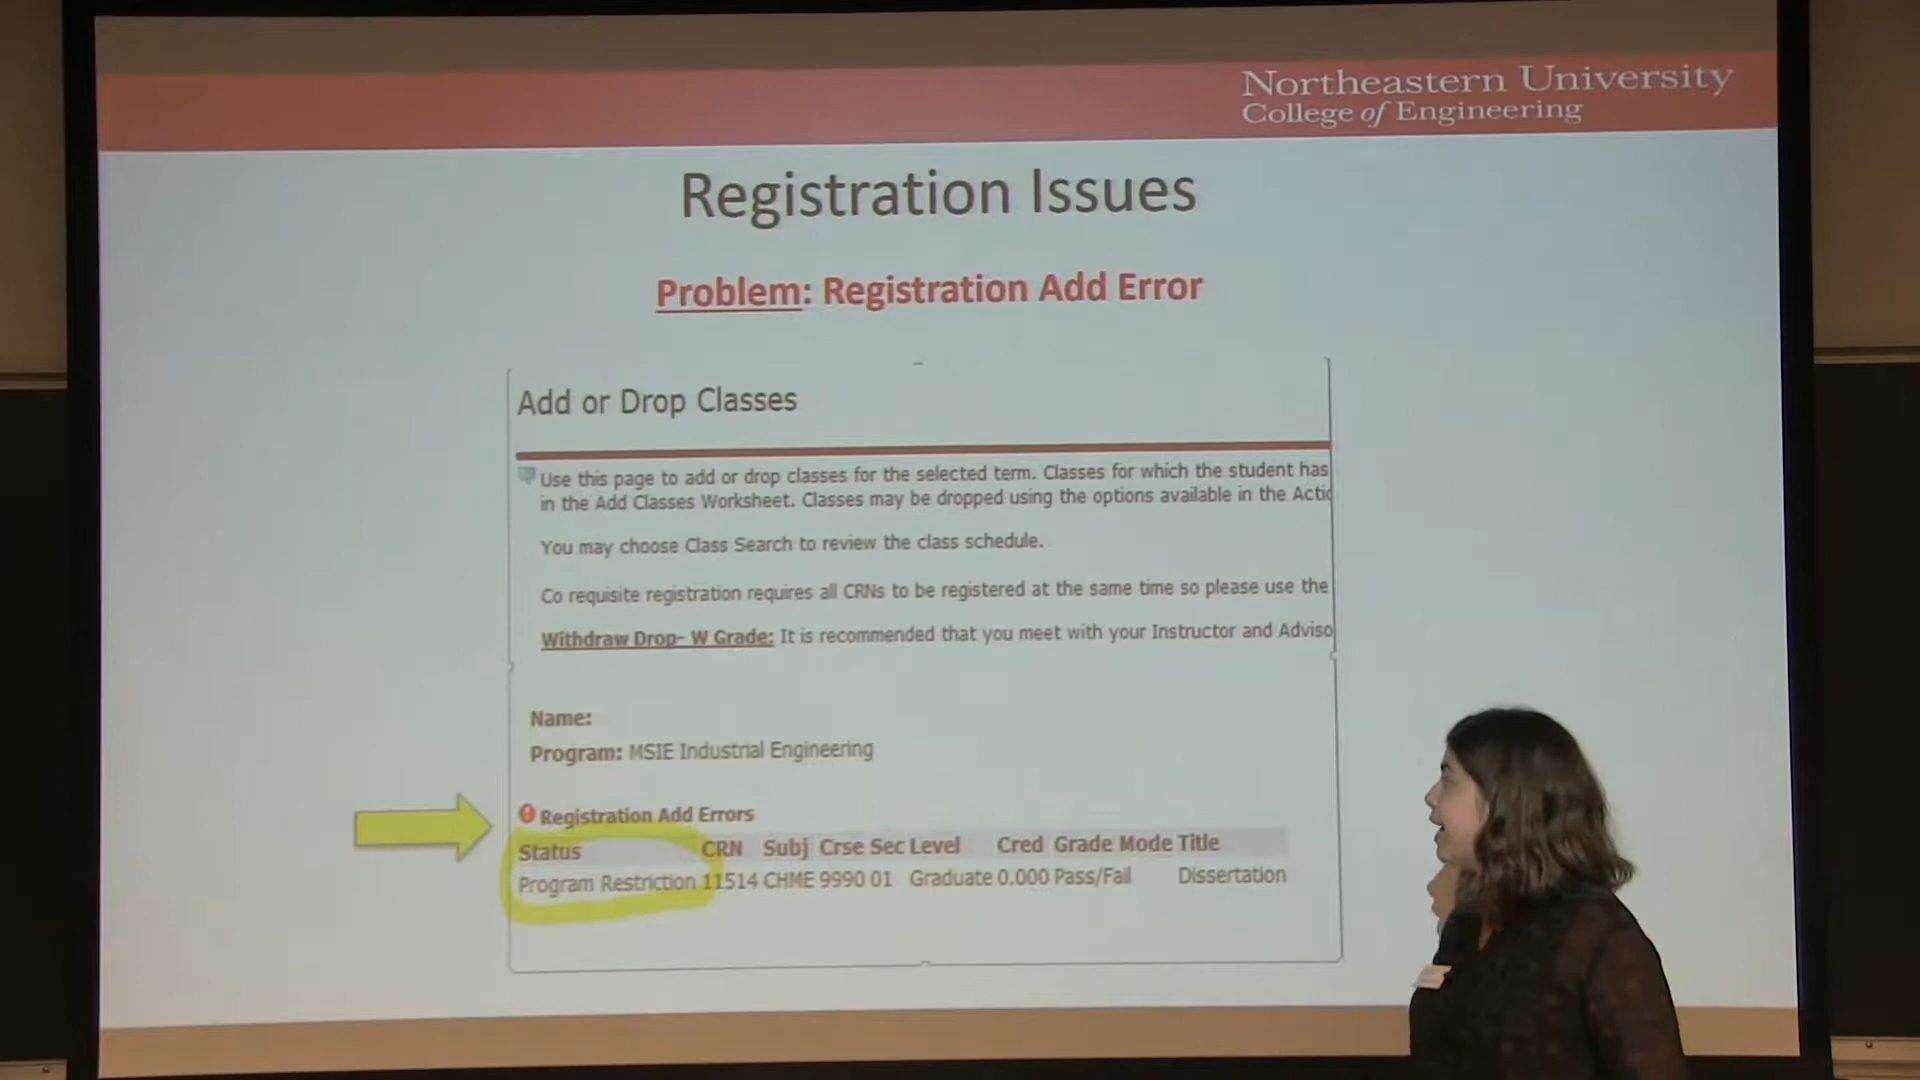 Northeastern University
College of Engineering
Registration Issues
Problem: Registration Add Error
Add or Drop Classes
Use this page to add or drop classes for the selected term. Classes for which the student has
in the Add Classes Worksheet. Classes may be dropped using the options available in the Actio
You may choose Class Search to review the class schedule.
Co requisite registration requires all CRNs to be registered at the same time so please use the
Withdraw Drop- W Grade: It is recommended that you meet with your Instructor and Adviso
Name:
Program: MSIE Industrial Engineering
Registration Add Errors
Status CRN Subj Crse Sec Level Cred Grade Mode Title
Program Restriction 11514 CHME 9990 01 Graduate 0.000 Pass/Fail Dissertation